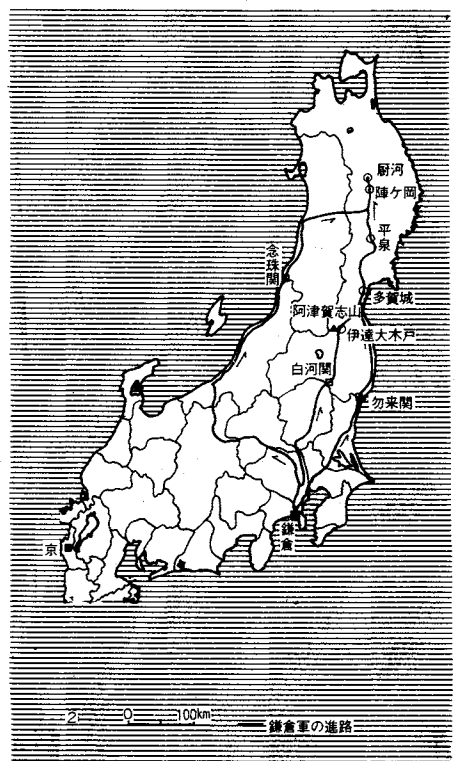 厨河
陣ケ岡
平泉
念珠関
多賀城
阿津賀志山
伊達大木戸
白河関
勿来関
鎌倉
京
2 0 100km
鎌倉軍の進路